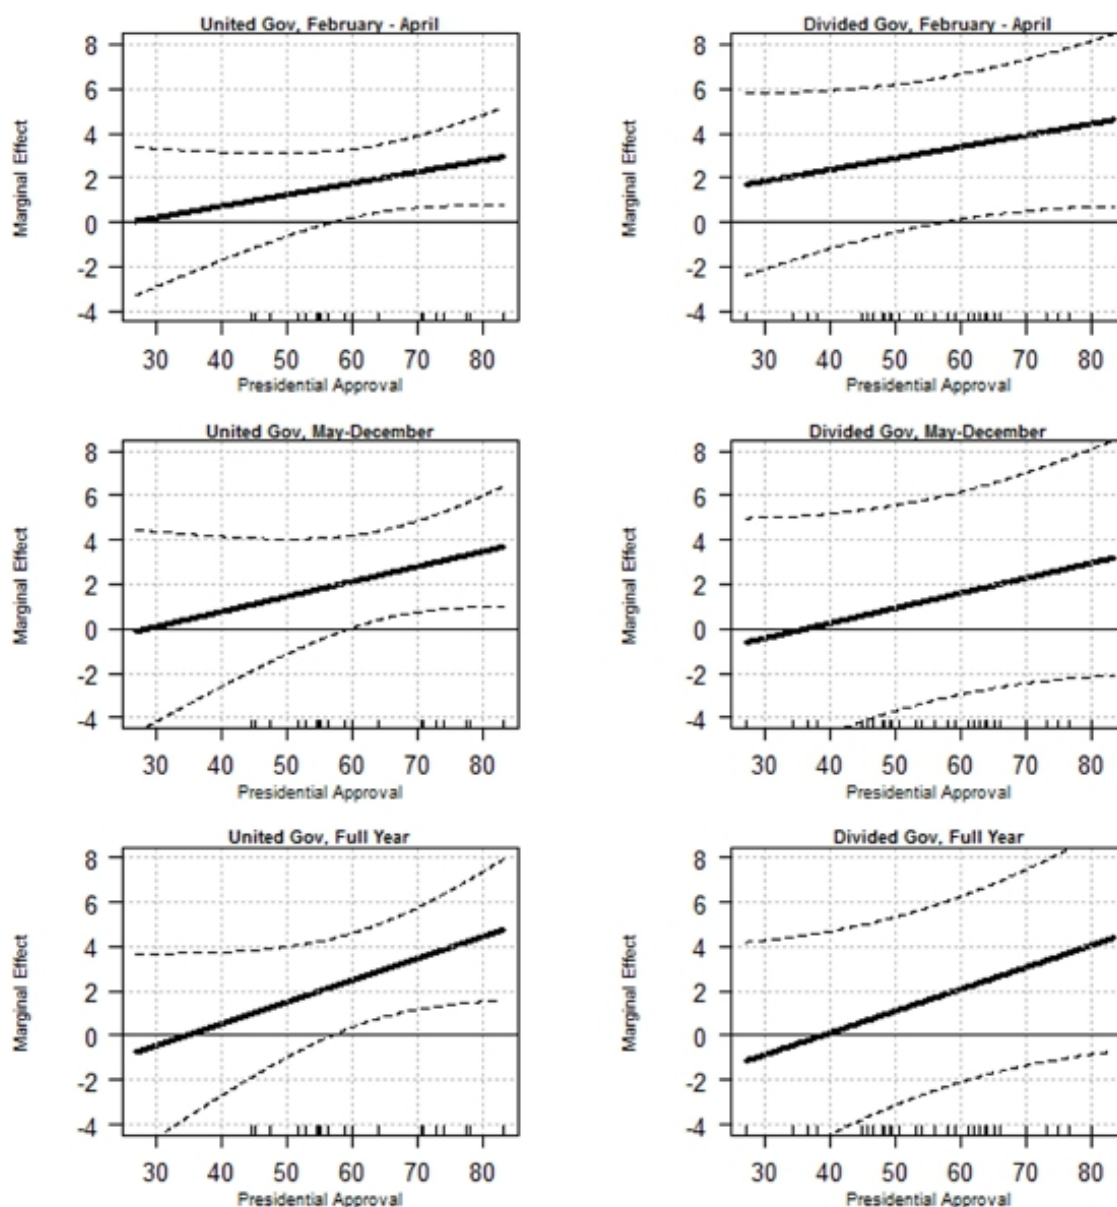 United Gov, February - April
Marginal Effect
8
6
4
2
0
-2
-4
30 40 50 60 70 80
Presidential Approval
Divided Gov, February - April
Marginal Effect
8
6
4
2
0
-2
-4
30 40 50 60 70 80
Presidential Approval
United Gov, May-December
Marginal Effect
8
6
4
2
0
-2
-4
30 40 50 60 70 80
Presidential Approval
Divided Gov, May-December
Marginal Effect
8
6
4
2
0
-2
-4
30 40 50 60 70 80
Presidential Approval
United Gov, Full Year
Marginal Effect
8
6
4
2
0
-2
-4
30 40 50 60 70 80
Presidential Approval
Divided Gov, Full Year
Marginal Effect
8
6
4
2
0
-2
-4
30 40 50 60 70 80
Presidential Approval